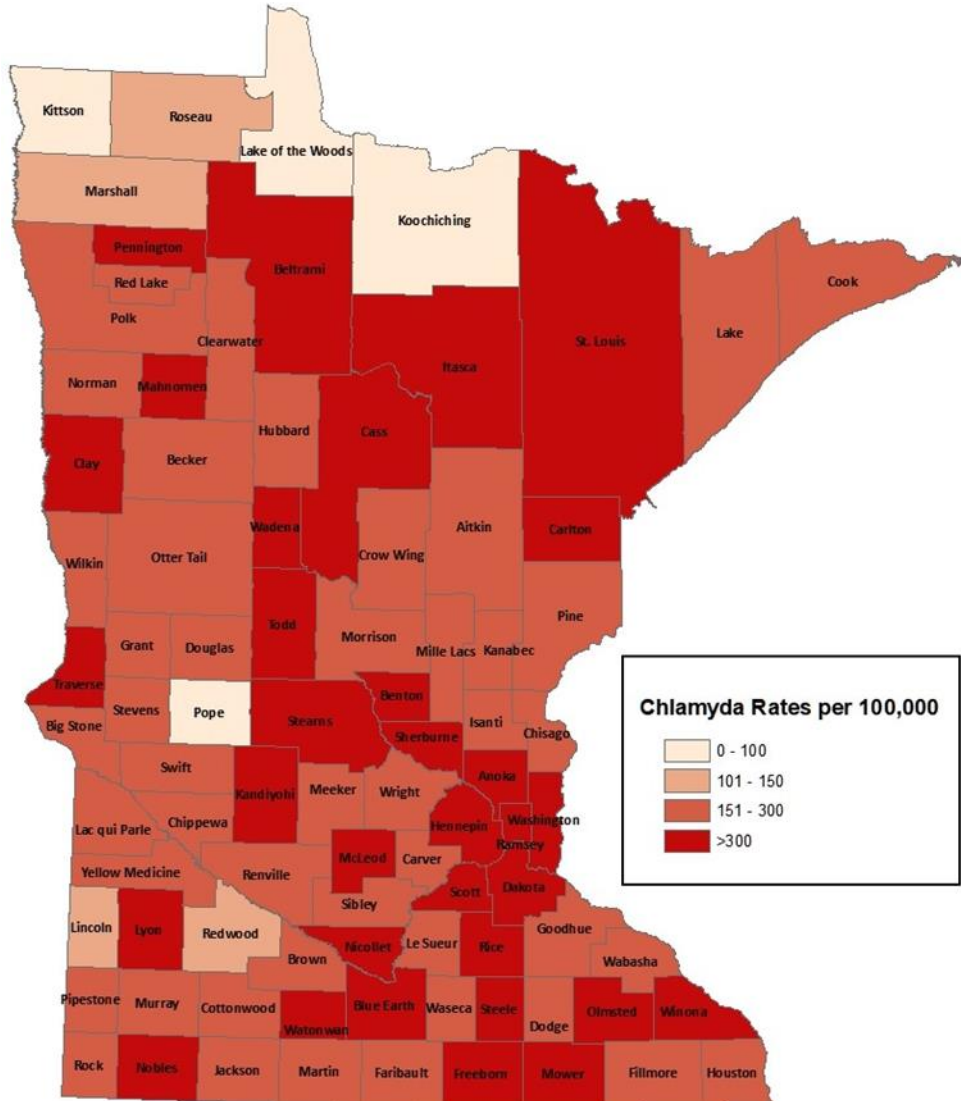 Kittson
Roseau
Lake of the Woods
Marshall
Koochiching
Pennington
Beltrami
Red Lake
Polk
Clearwater
Cook
Lake
St. Louis
Itasca
Norman
Mahnomen
Hubbard
Cass
Clay
Becker
Wadena
Crow Wing
Aitkin
Carlton
Wilkin
Otter Tail
Pine
Todd
Morrison
Grant
Douglas
Mille Lacs
Kanabec
Traverse
Benton
Stevens
Pope
Stearns
Big Stone
Isanti
Sherburne
Chisago
Swift
Anoka
Kandiyohi
Meeker
Wright
Chippewa
Hennepin
Washington
Lac qui Parle
Ramsey
McLeod
Carver
Yellow Medicine
Renville
Scott
Dakota
Sibley
Lincoln
Lyon
Redwood
Goodhue
Nicollet
Le Sueur
Rice
Brown
Wabasha
Pipestone
Murray
Cottonwood
Blue Earth
Waseca
Steele
Olmsted
Winona
Watonwan
Dodge
Rock
Nobles
Jackson
Martin
Faribault
Freeborn
Mower
Fillmore
Houston
Chlamyda Rates per 100,000
0 - 100
101 - 150
151 - 300
>300